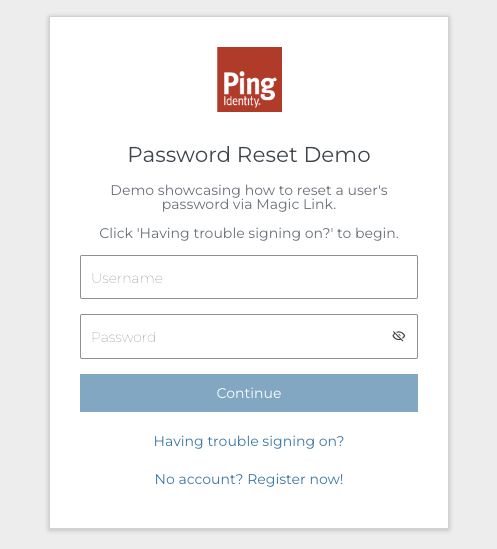 Ping
Identity.
Password Reset Demo
Demo showcasing how to reset a user's
password via Magic Link.
Click 'Having trouble signing on?' to begin.
Username
Password
Continue
Having trouble signing on?
No account? Register now!